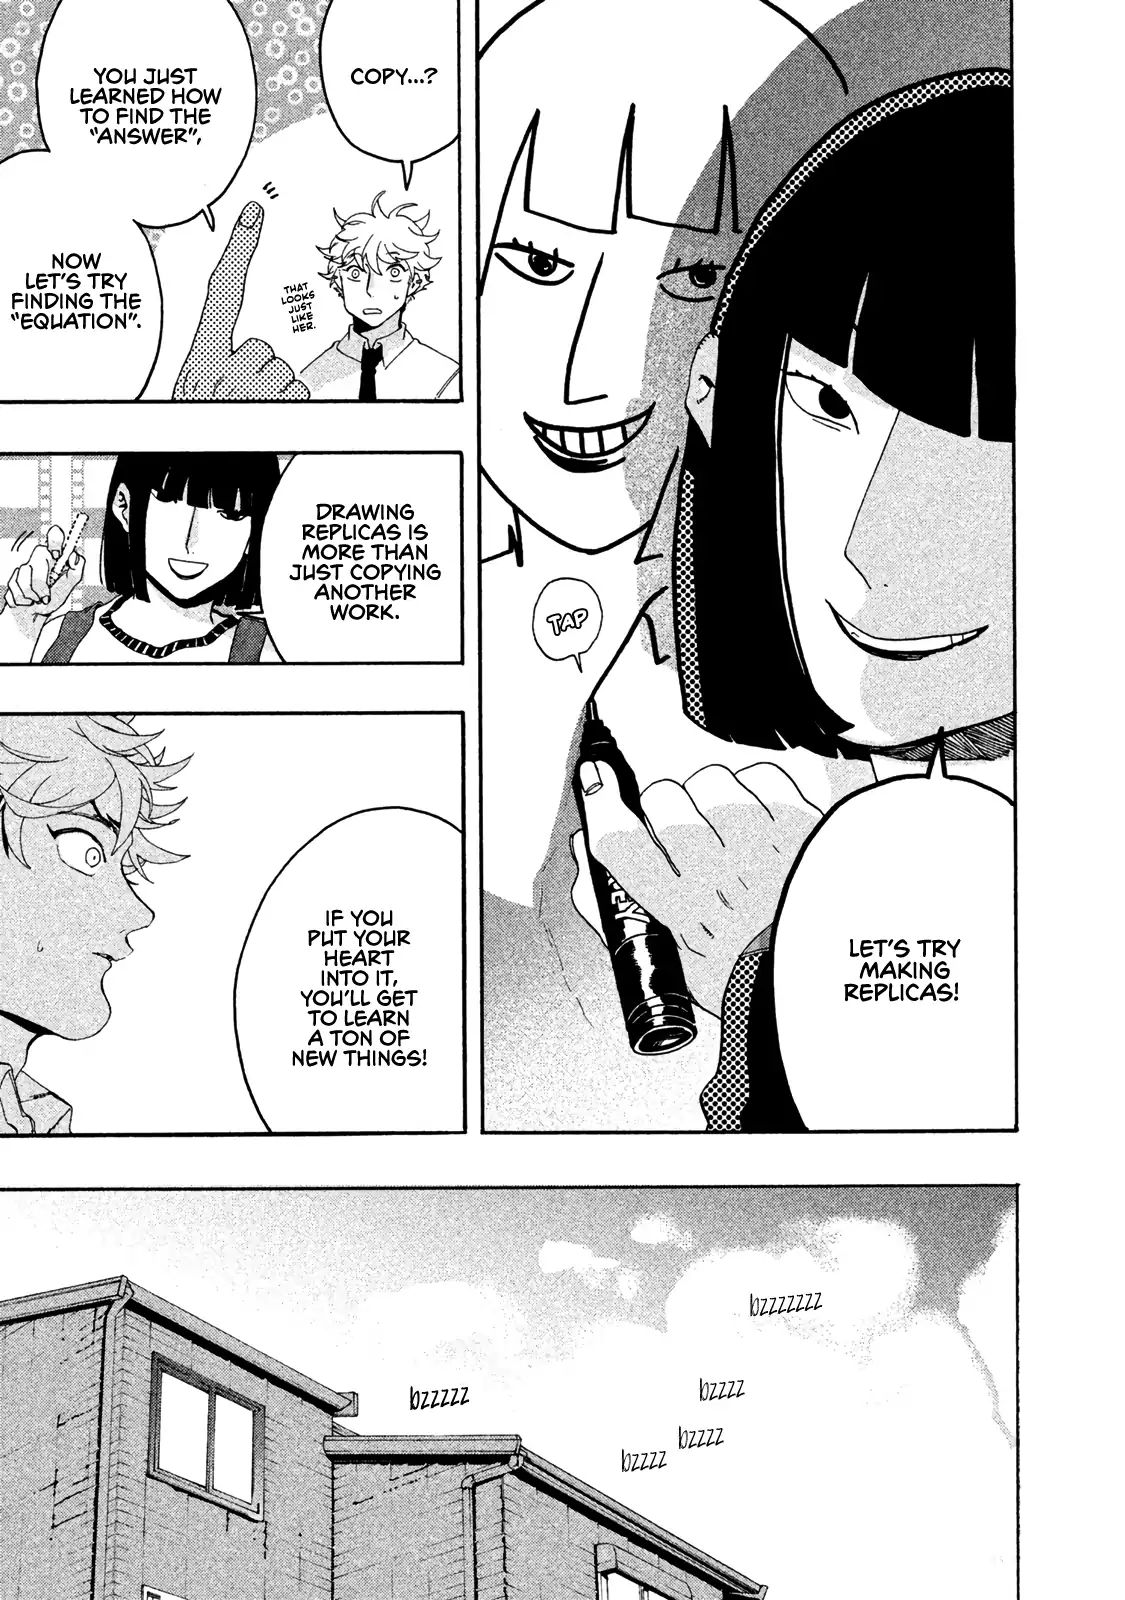 LET'S TRY
MAKING
REPLICAS!
TAP
COPY...?
THAT
LOOKS
JUST
LIKE
HER.
YOU JUST
LEARNED HOW
TO FIND THE
"ANSWER",
NOW
LET'S TRY
FINDING THE
"EQUATION".
DRAWING
REPLICAS IS
MORE THAN
JUST COPYING
ANOTHER
WORK.
IF YOU
PUT YOUR
HEART
INTO IT,
YOU'LL GET
TO LEARN
A TON OF
NEW THINGS!
bzzzzzzz
bzzzz
bzzzz
bzzzz
bzzzzz